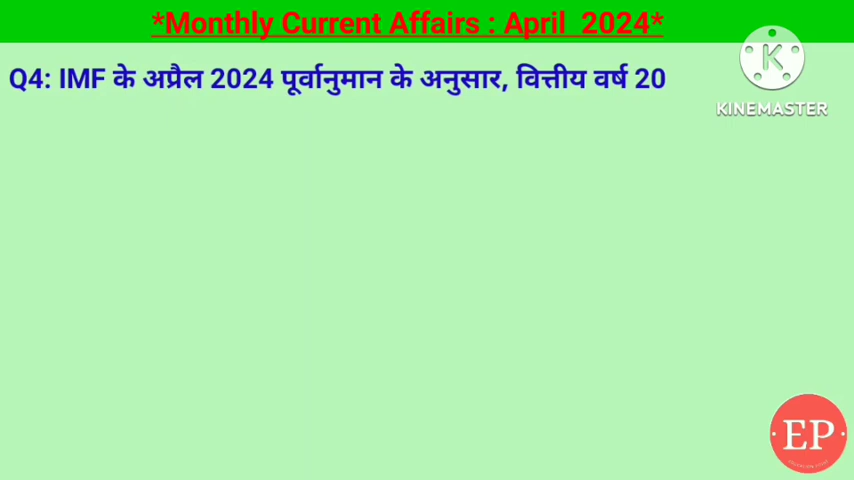 *Monthly Current Affairs : April 2024*
Q4: IMF के अप्रैल 2024 पूर्वानुमान के अनुसार, वित्तीय वर्ष 20
KINEMASTER
EP